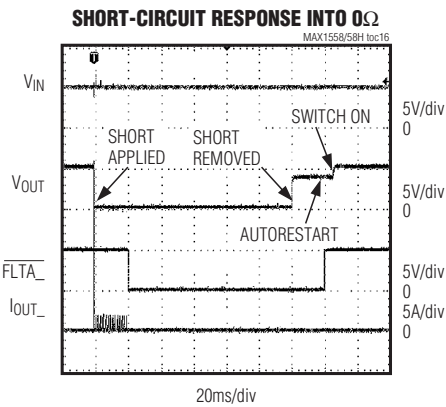 SHORT-CIRCUIT RESPONSE INTO 0Ω
MAX1558/58H toc16
VIN
5V/div
0
SWITCH ON
SHORT
APPLIED
SHORT
REMOVED
VOUT
5V/div
0
AUTORESTART
FLTA_
5V/div
0
IOUT_
5A/div
0
20ms/div